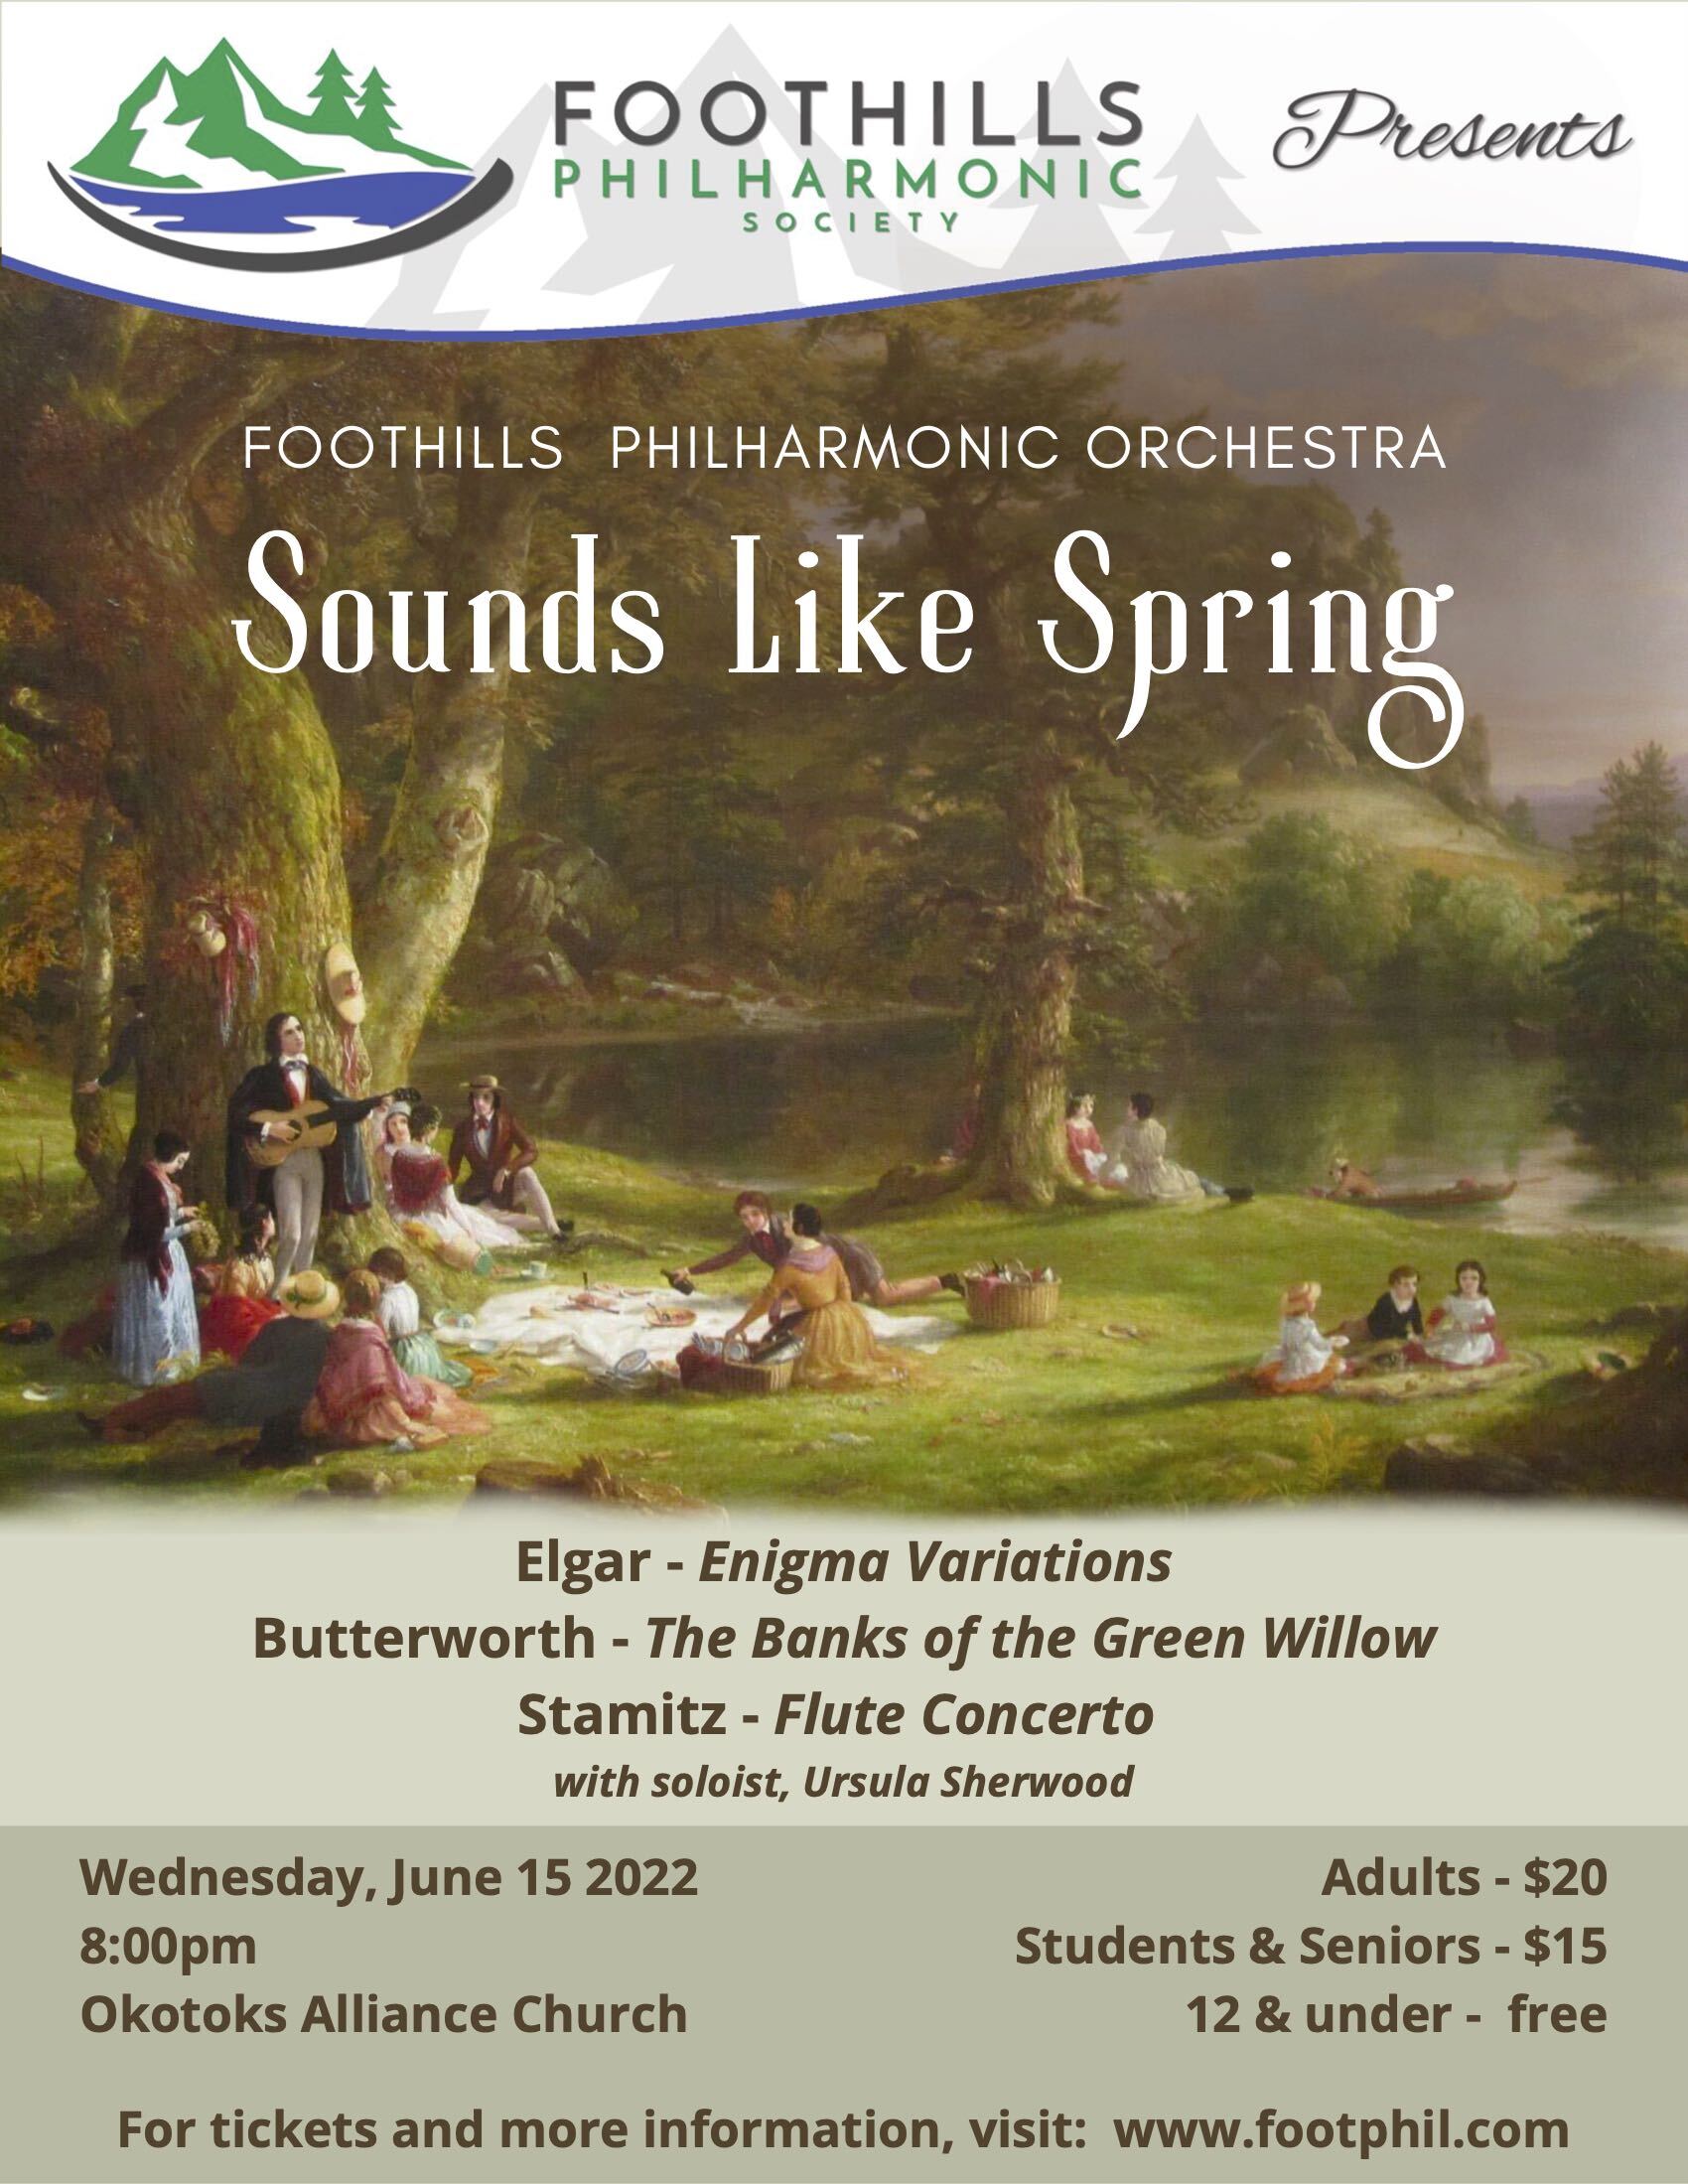 FOOTHILLS
PHILHARMONIC
SOCIETY
Presents
FOOTHILLS PHILHARMONIC ORCHESTRA
Sounds Like Spring
Elgar - Enigma Variations
Butterworth - The Banks of the Green Willow
Stamitz - Flute Concerto
with soloist, Ursula Sherwood
Wednesday, June 15 2022
8:00pm
Okotoks Alliance Church
Adults - $20
Students & Seniors - $15
12 & under - free
For tickets and more information, visit: www.footphil.com